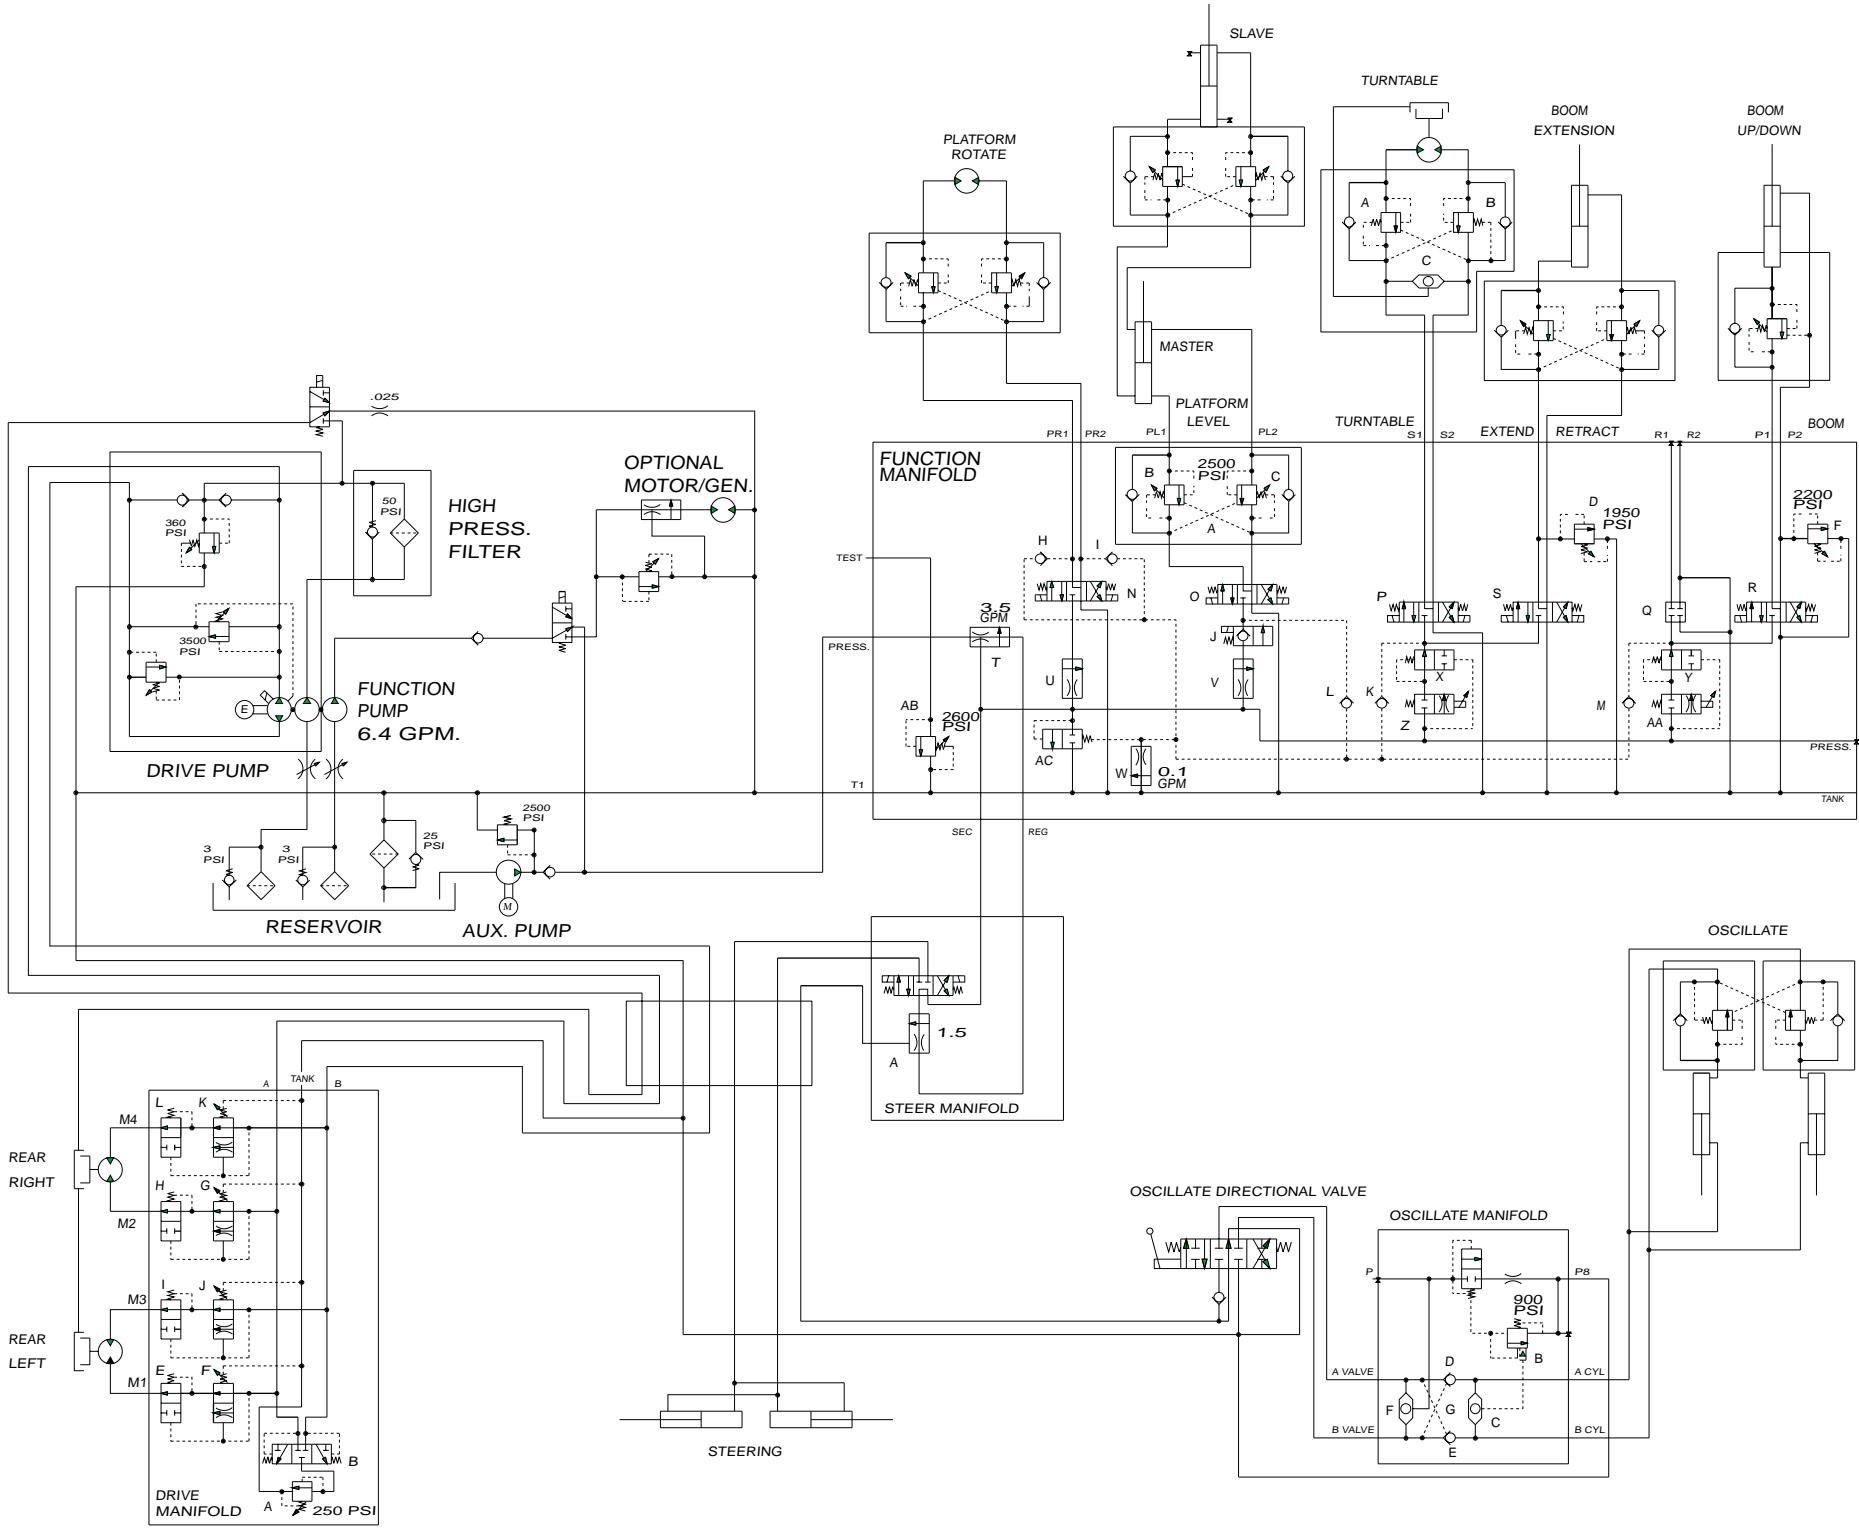 SLAVE
TURNTABLE
BOOM
EXTENSION
BOOM
UP/DOWN
PLATFORM
ROTATE
A
B
C
MASTER
.025
PLATFORM
LEVEL
TURNTABLE
EXTEND
RETRACT
BOOM
PR1
PR2
PL1
PL2
S1
S2
R1
R2
P1
P2
FUNCTION
MANIFOLD
OPTIONAL
MOTOR/GEN.
HIGH
PRESS.
FILTER
50
PSI
360
PSI
B
2500
PSI
C
A
D
1950
PSI
2200
PSI
F
TEST
H
I
N
O
P
S
Q
R
3.5
GPM
T
J
PRESS.
3500
PSI
U
V
L
K
X
Z
M
Y
AA
FUNCTION
PUMP
6.4 GPM.
E
AB
2600
PSI
AC
W
0.1
GPM
PRESS.
DRIVE PUMP
T1
TANK
2500
PSI
3
PSI
3
PSI
25
PSI
SEC
REG
M
RESERVOIR
AUX. PUMP
OSCILLATE
1.5
A
STEER MANIFOLD
A
TANK
B
L
K
M4
REAR
RIGHT
H
G
M2
I
J
M3
REAR
LEFT
E
F
M1
B
A
250 PSI
DRIVE
MANIFOLD
OSCILLATE DIRECTIONAL VALVE
OSCILLATE MANIFOLD
P
P8
900
PSI
B
D
A VALVE
A CYL
F
G
C
B VALVE
B CYL
E
STEERING